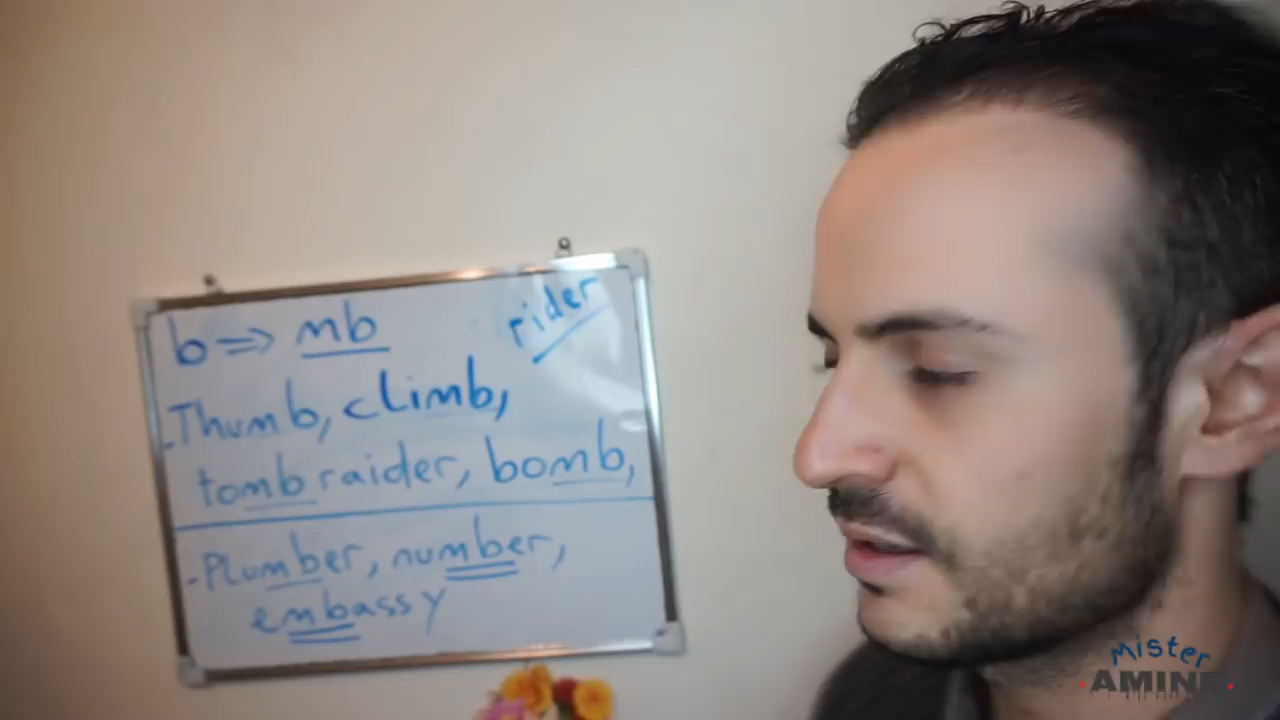 b => mb
rider
- Thumb, climb,
tomb raider, bomb,
- Plumber, number,
embassy
mister
AMINE